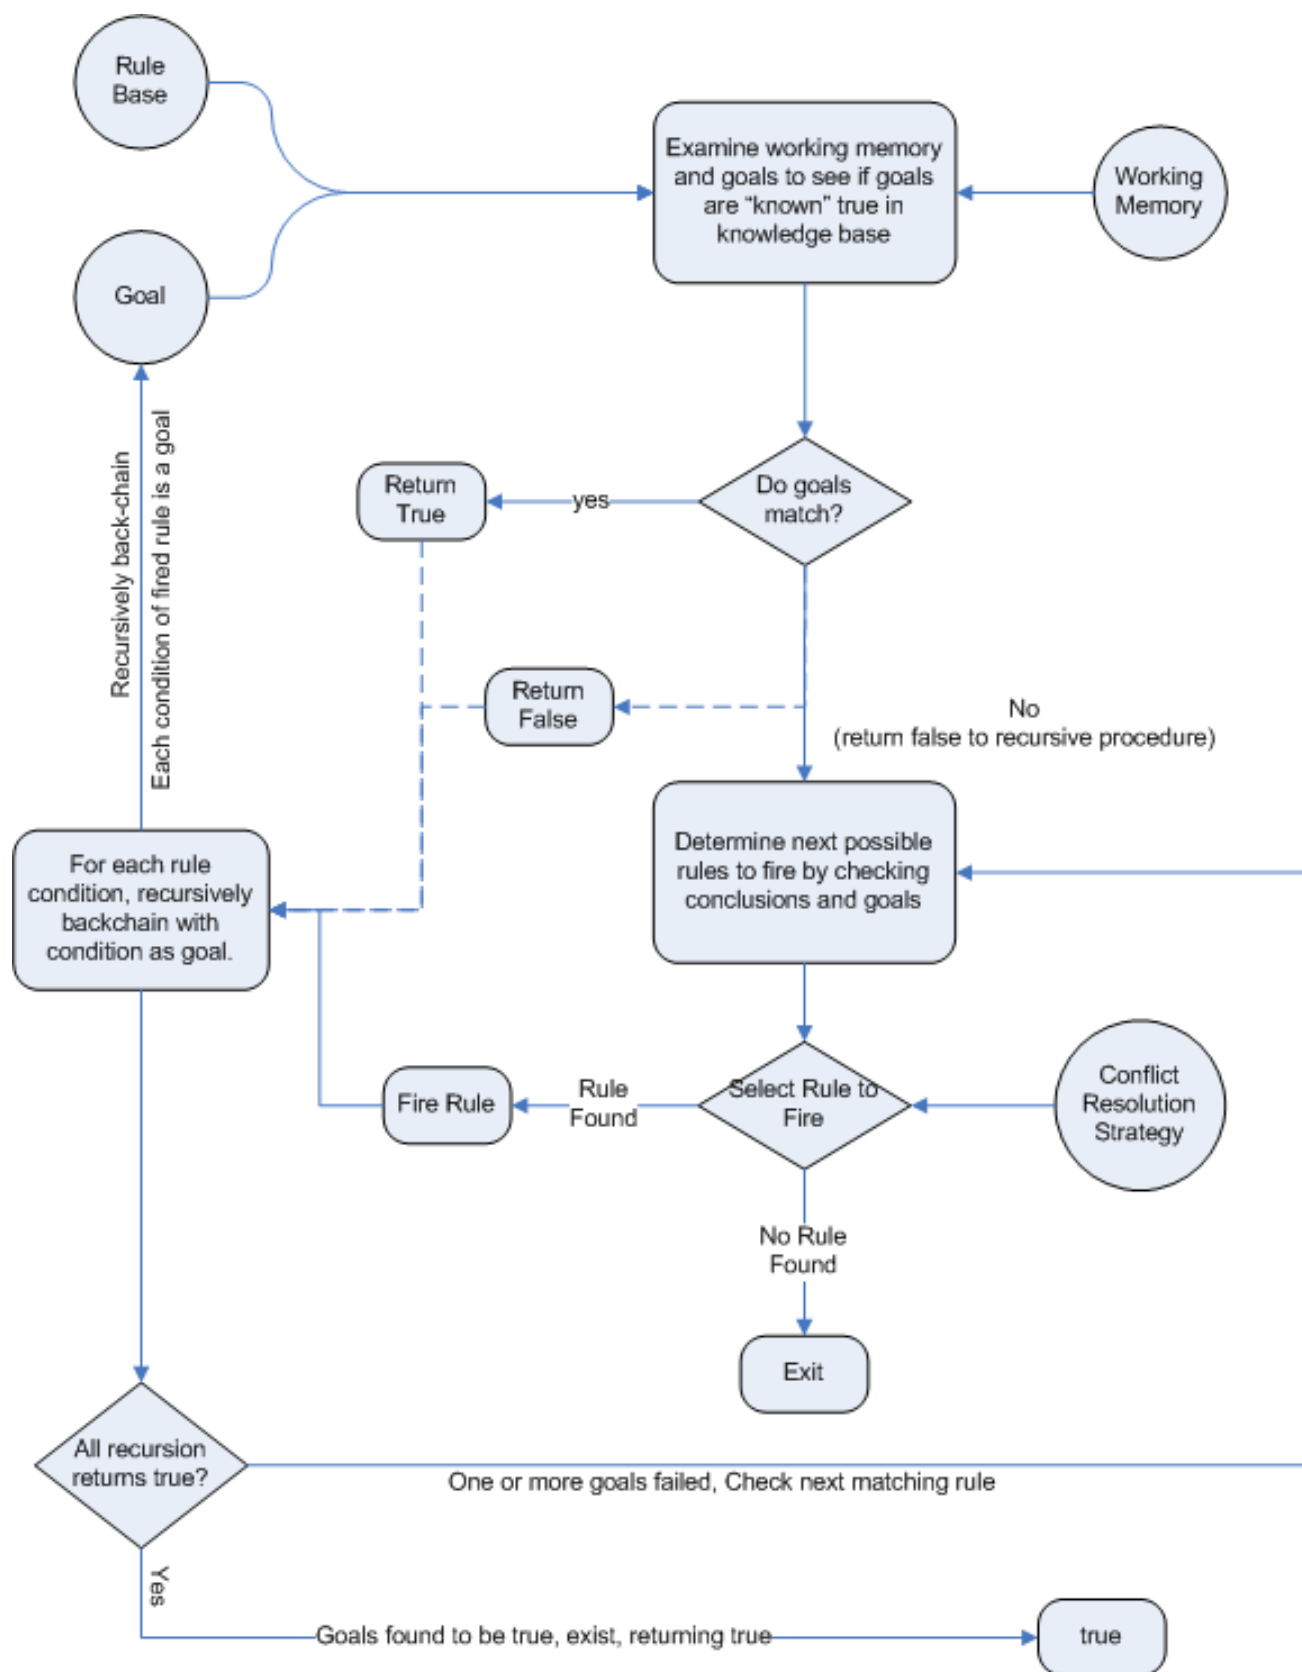 Rule
Base
Examine working memory
and goals to see if goals
are “known” true in
knowledge base
Working
Memory
Goal
Recursively back-chain
Each condition of fired rule is a goal
Return
True
yes
Do goals
match?
Return
False
No
(return false to recursive procedure)
For each rule
condition, recursively
backchain with
condition as goal.
Determine next possible
rules to fire by checking
conclusions and goals
Fire Rule
Rule
Found
Select Rule to
Fire
Conflict
Resolution
Strategy
No Rule
Found
Exit
All recursion
returns true?
One or more goals failed, Check next matching rule
Yes
Goals found to be true, exist, returning true
true